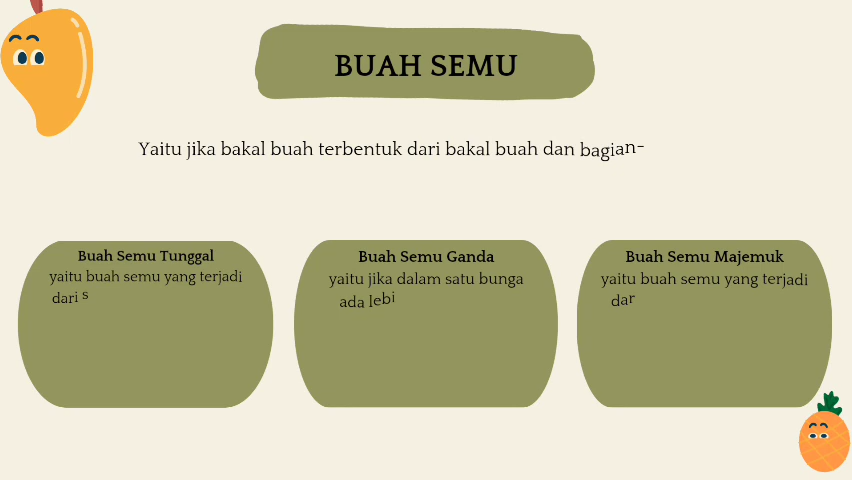 BUAH SEMU
Yaitu jika bakal buah terbentuk dari bakal buah dan bagian-
Buah Semu Tunggal
yaitu buah semu yang terjadi
dari s
Buah Semu Ganda
yaitu jika dalam satu bunga
ada lebi
Buah Semu Majemuk
yaitu buah semu yang terjadi
dar